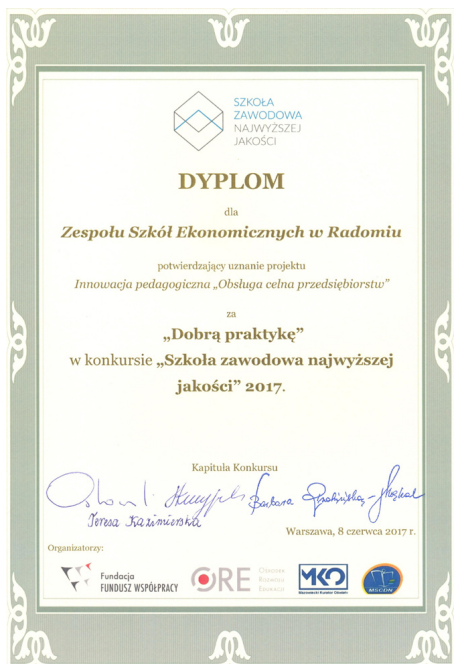 SZKOŁA
ZAWODOWA
NAJWYŻSZEJ
JAKOŚCI
DYPLOM
dla
Zespołu Szkół Ekonomicznych w Radomiu
potwierdzający uznanie projektu
Innowacja pedagogiczna „Obsługa celna przedsiębiorstw”
za
„Dobrą praktykę”
w konkursie „Szkoła zawodowa najwyższej
jakości” 2017.
Kapituła Konkursu
Barbara
Teresa Kazimierska
Warszawa, 8 czerwca 2017 r.
Organizatorzy:
Fundacja
FUNDUSZ WSPÓŁPRACY
ORE
OŚRODEK
ROZWOJU
EDUKACJI
MKO
Mazowiecki Kurator Oświaty
MSCDN